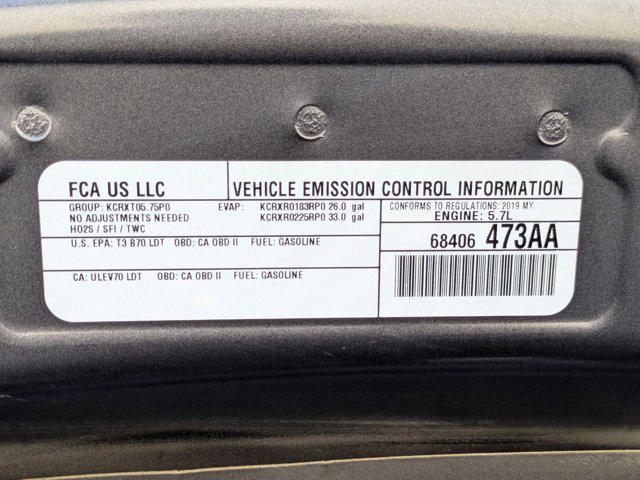 FCA US LLC VEHICLE EMISSION CONTROL INFORMATION
GROUP: KCRXT05.75P0 EVAP: KCRXR0183RP0 26.0 gal
NO ADJUSTMENTS NEEDED KCRXR0225RP0 33.0 gal
HO2S / SFI / TWC
CONFORMS TO REGULATIONS: 2019 MY
ENGINE: 5.7L
U.S. EPA: T3 B70 LDT OBD: CA OBD II FUEL: GASOLINE
CA: ULEV70 LDT OBD: CA OBD II FUEL: GASOLINE
68406 473AA